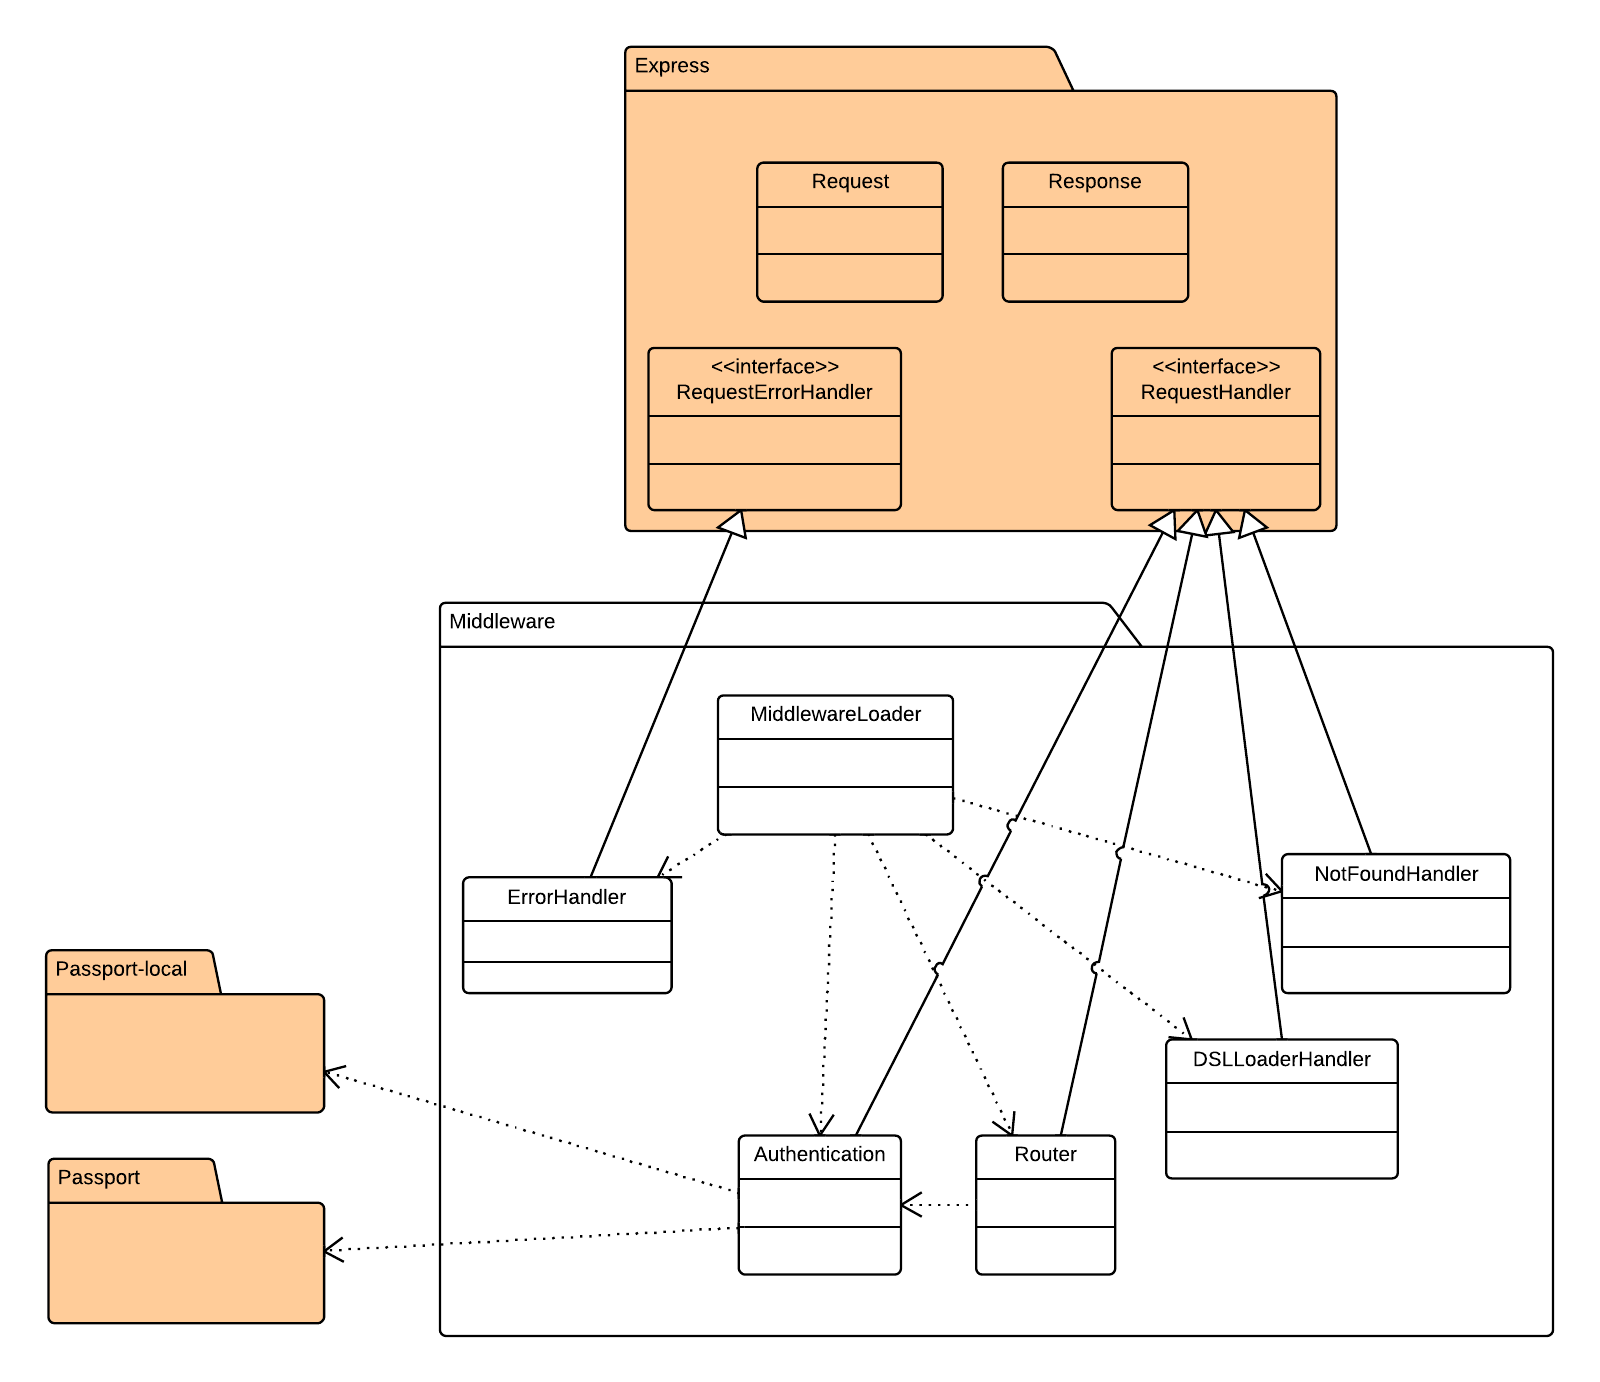 Express
Request
Response
<<interface>>
RequestErrorHandler
<<interface>>
RequestHandler
Middleware
MiddlewareLoader
ErrorHandler
NotFoundHandler
Passport-local
DSLLoaderHandler
Authentication
Router
Passport